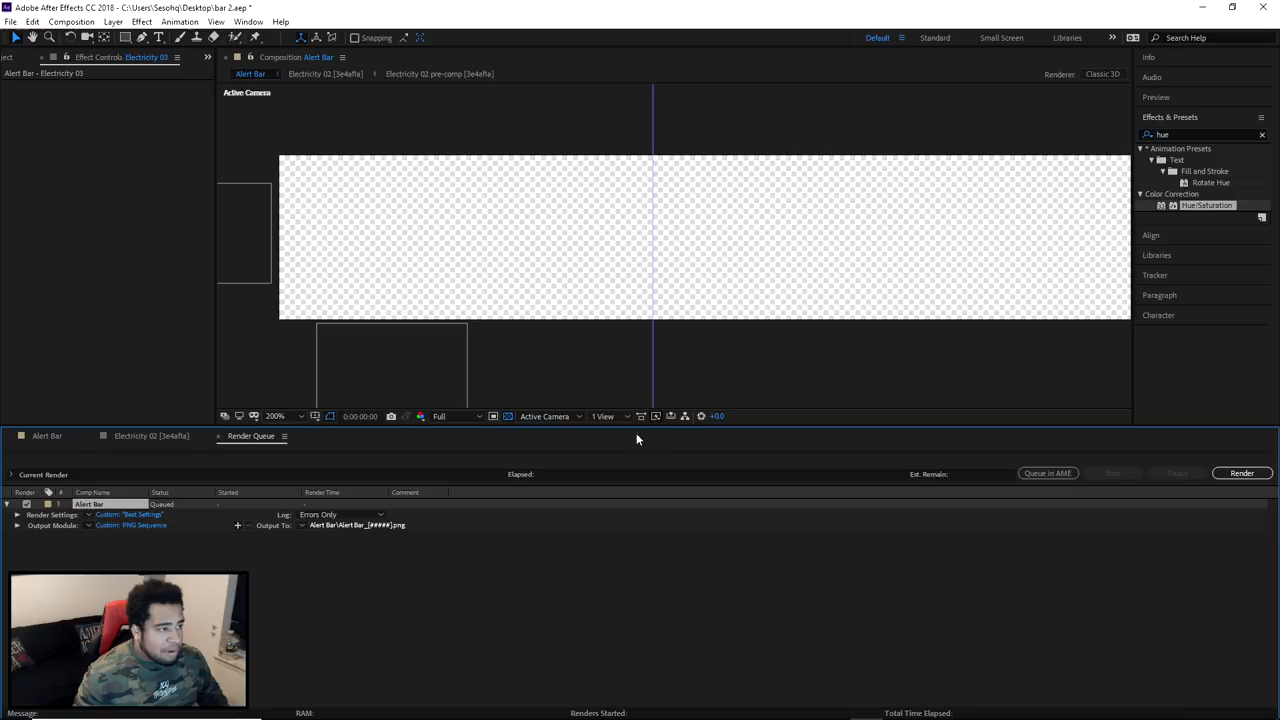 Adobe After Effects CC 2018 - C:\Users\Sesohq\Desktop\bar 2.aep *
File Edit Composition Layer Effect Animation View Window Help
Snapping Default Standard Small Screen Libraries Search Help
ject Effect Controls Electricity 03 Composition Alert Bar Info
Alert Bar - Electricity 03 Alert Bar Electricity 02 [3e4af1a] Electricity 02 pre-comp [3e4af1a] Renderer: Classic 3D
Audio
Active Camera
Preview
Effects & Presets
hue
* Animation Presets
Text
Fill and Stroke
Rotate Hue
Color Correction
Hue/Saturation
Align
Libraries
Tracker
Paragraph
Character
200% 0:00:00:00 Full Active Camera 1 View +0.0
Alert Bar Electricity 02 [3e4af1a] Render Queue
Current Render Elapsed: Est. Remain: Queue in AME Stop Pause Render
Render # Comp Name Status Started Render Time Comment
1 Alert Bar Queued - -
Render Settings: Custom: "Best Settings" Log: Errors Only
Output Module: Custom: PNG Sequence Output To: Alert Bar\Alert Bar_[#####].png
Message: RAM: Renders Started: Total Time Elapsed: